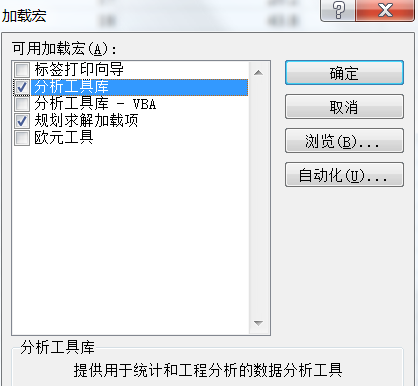 加载宏
可用加载宏(A):
标签打印向导
分析工具库
分析工具库 - VBA
规划求解加载项
欧元工具
确定
取消
浏览(B)...
自动化(U)...
分析工具库
提供用于统计和工程分析的数据分析工具